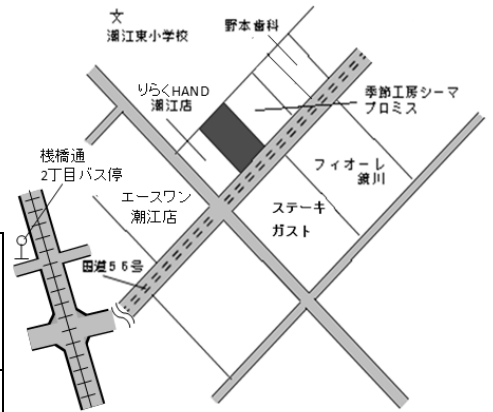 潮江東小学校
野本歯科
りらくHAND
潮江店
季節工房シーマ
プロミス
桟橋通
2丁目バス停
フィオーレ
鏡川
エースワン
潮江店
ステーキ
ガスト
国道56号